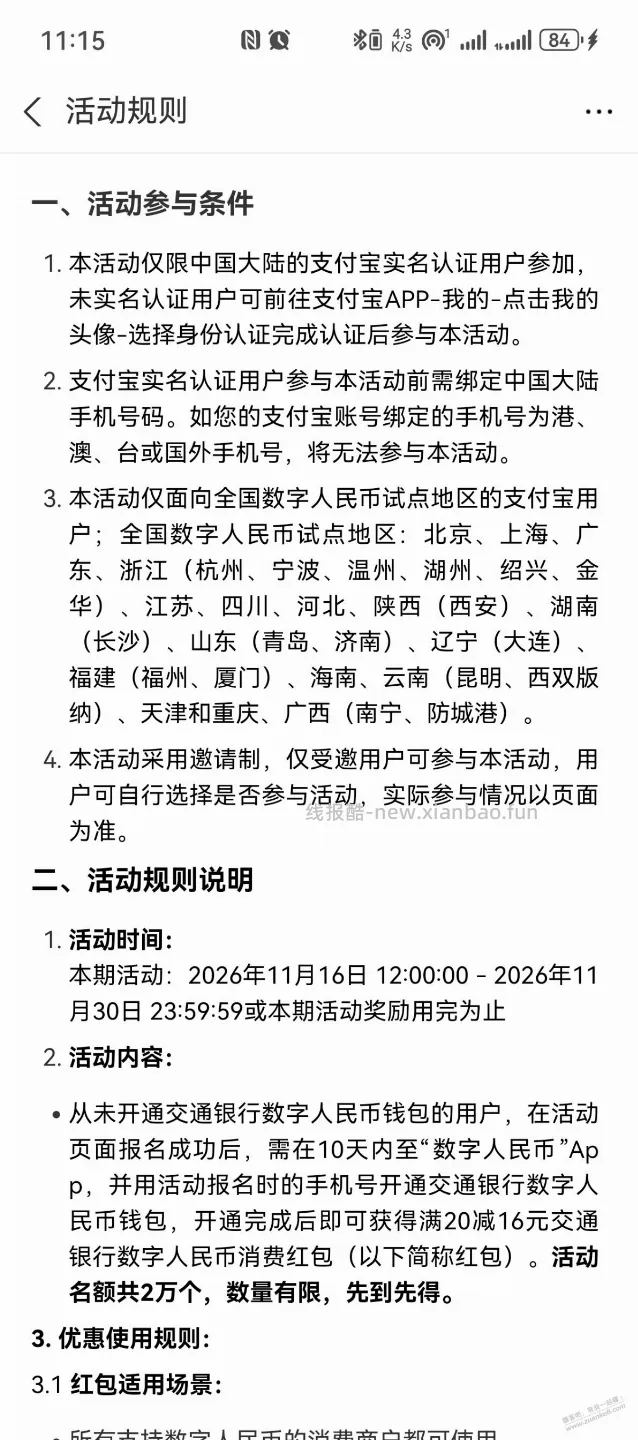 11:15
4.3
K/s
1
84
活动规则
一、活动参与条件
1. 本活动仅限中国大陆的支付宝实名认证用户参加，
未实名认证用户可前往支付宝APP-我的-点击我的
头像-选择身份认证完成认证后参与本活动。
2. 支付宝实名认证用户参与本活动前需绑定中国大陆
手机号码。如您的支付宝账号绑定的手机号为港、
澳、台或国外手机号，将无法参与本活动。
3. 本活动仅面向全国数字人民币试点地区的支付宝用
户；全国数字人民币试点地区：北京、上海、广
东、浙江（杭州、宁波、温州、湖州、绍兴、金
华）、江苏、四川、河北、陕西（西安）、湖南
（长沙）、山东（青岛、济南）、辽宁（大连）、
福建（福州、厦门）、海南、云南（昆明、西双版
纳）、天津和重庆、广西（南宁、防城港）。
4. 本活动采用邀请制，仅受邀用户可参与本活动，用
户可自行选择是否参与活动，实际参与情况以页面
线报酷-new.xianbao.fun
为准。
二、活动规则说明
1. 活动时间：
本期活动：2026年11月16日 12:00:00 - 2026年11
月30日 23:59:59或本期活动奖励用完为止
2. 活动内容：
• 从未开通交通银行数字人民币钱包的用户，在活动
页面报名成功后，需在10天内至“数字人民币”Ap
p，并用活动报名时的手机号开通交通银行数字人
民币钱包，开通完成后即可获得满20减16元交通
银行数字人民币消费红包（以下简称红包）。活动
名额共2万个，数量有限，先到先得。
3. 优惠使用规则：
3.1 红包适用场景：
• 所有支持数字人民币的消费商户都可使用